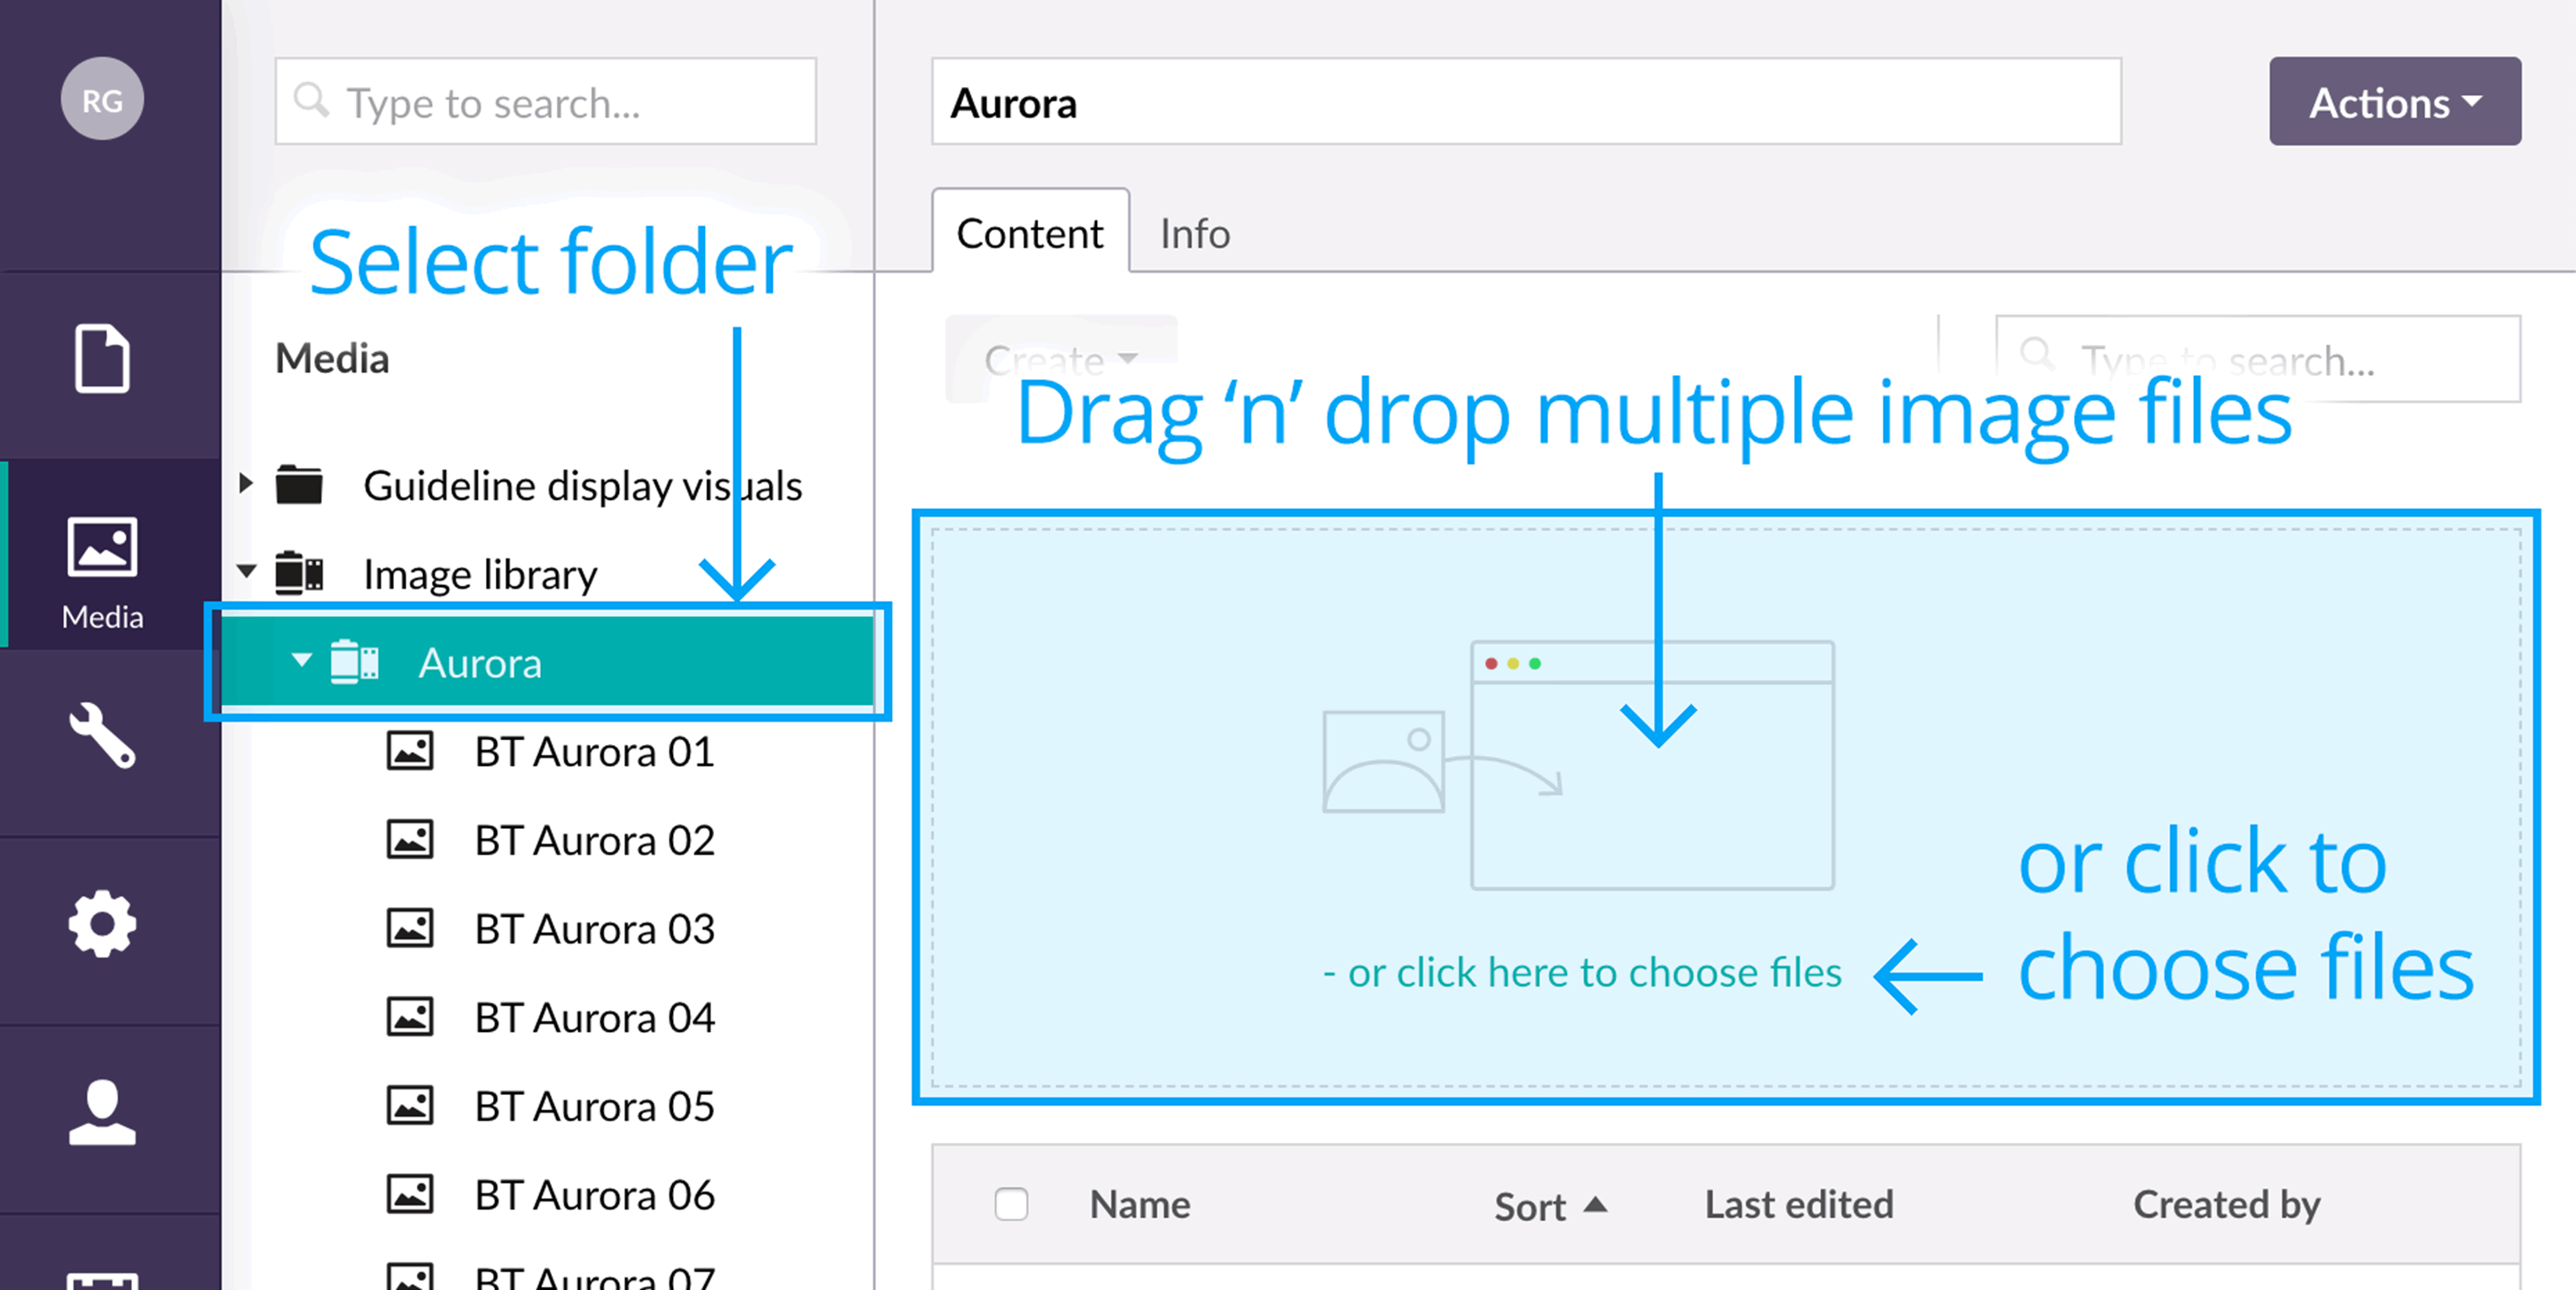 RG
Type to search...
Aurora
Actions
Content
Info
Select folder
Media
Create
Type to search...
Drag ‘n’ drop multiple image files
Guideline display visuals
Image library
Media
Aurora
BT Aurora 01
BT Aurora 02
BT Aurora 03
BT Aurora 04
BT Aurora 05
BT Aurora 06
BT Aurora 07
or click to
choose files
- or click here to choose files
Name
Sort
Last edited
Created by